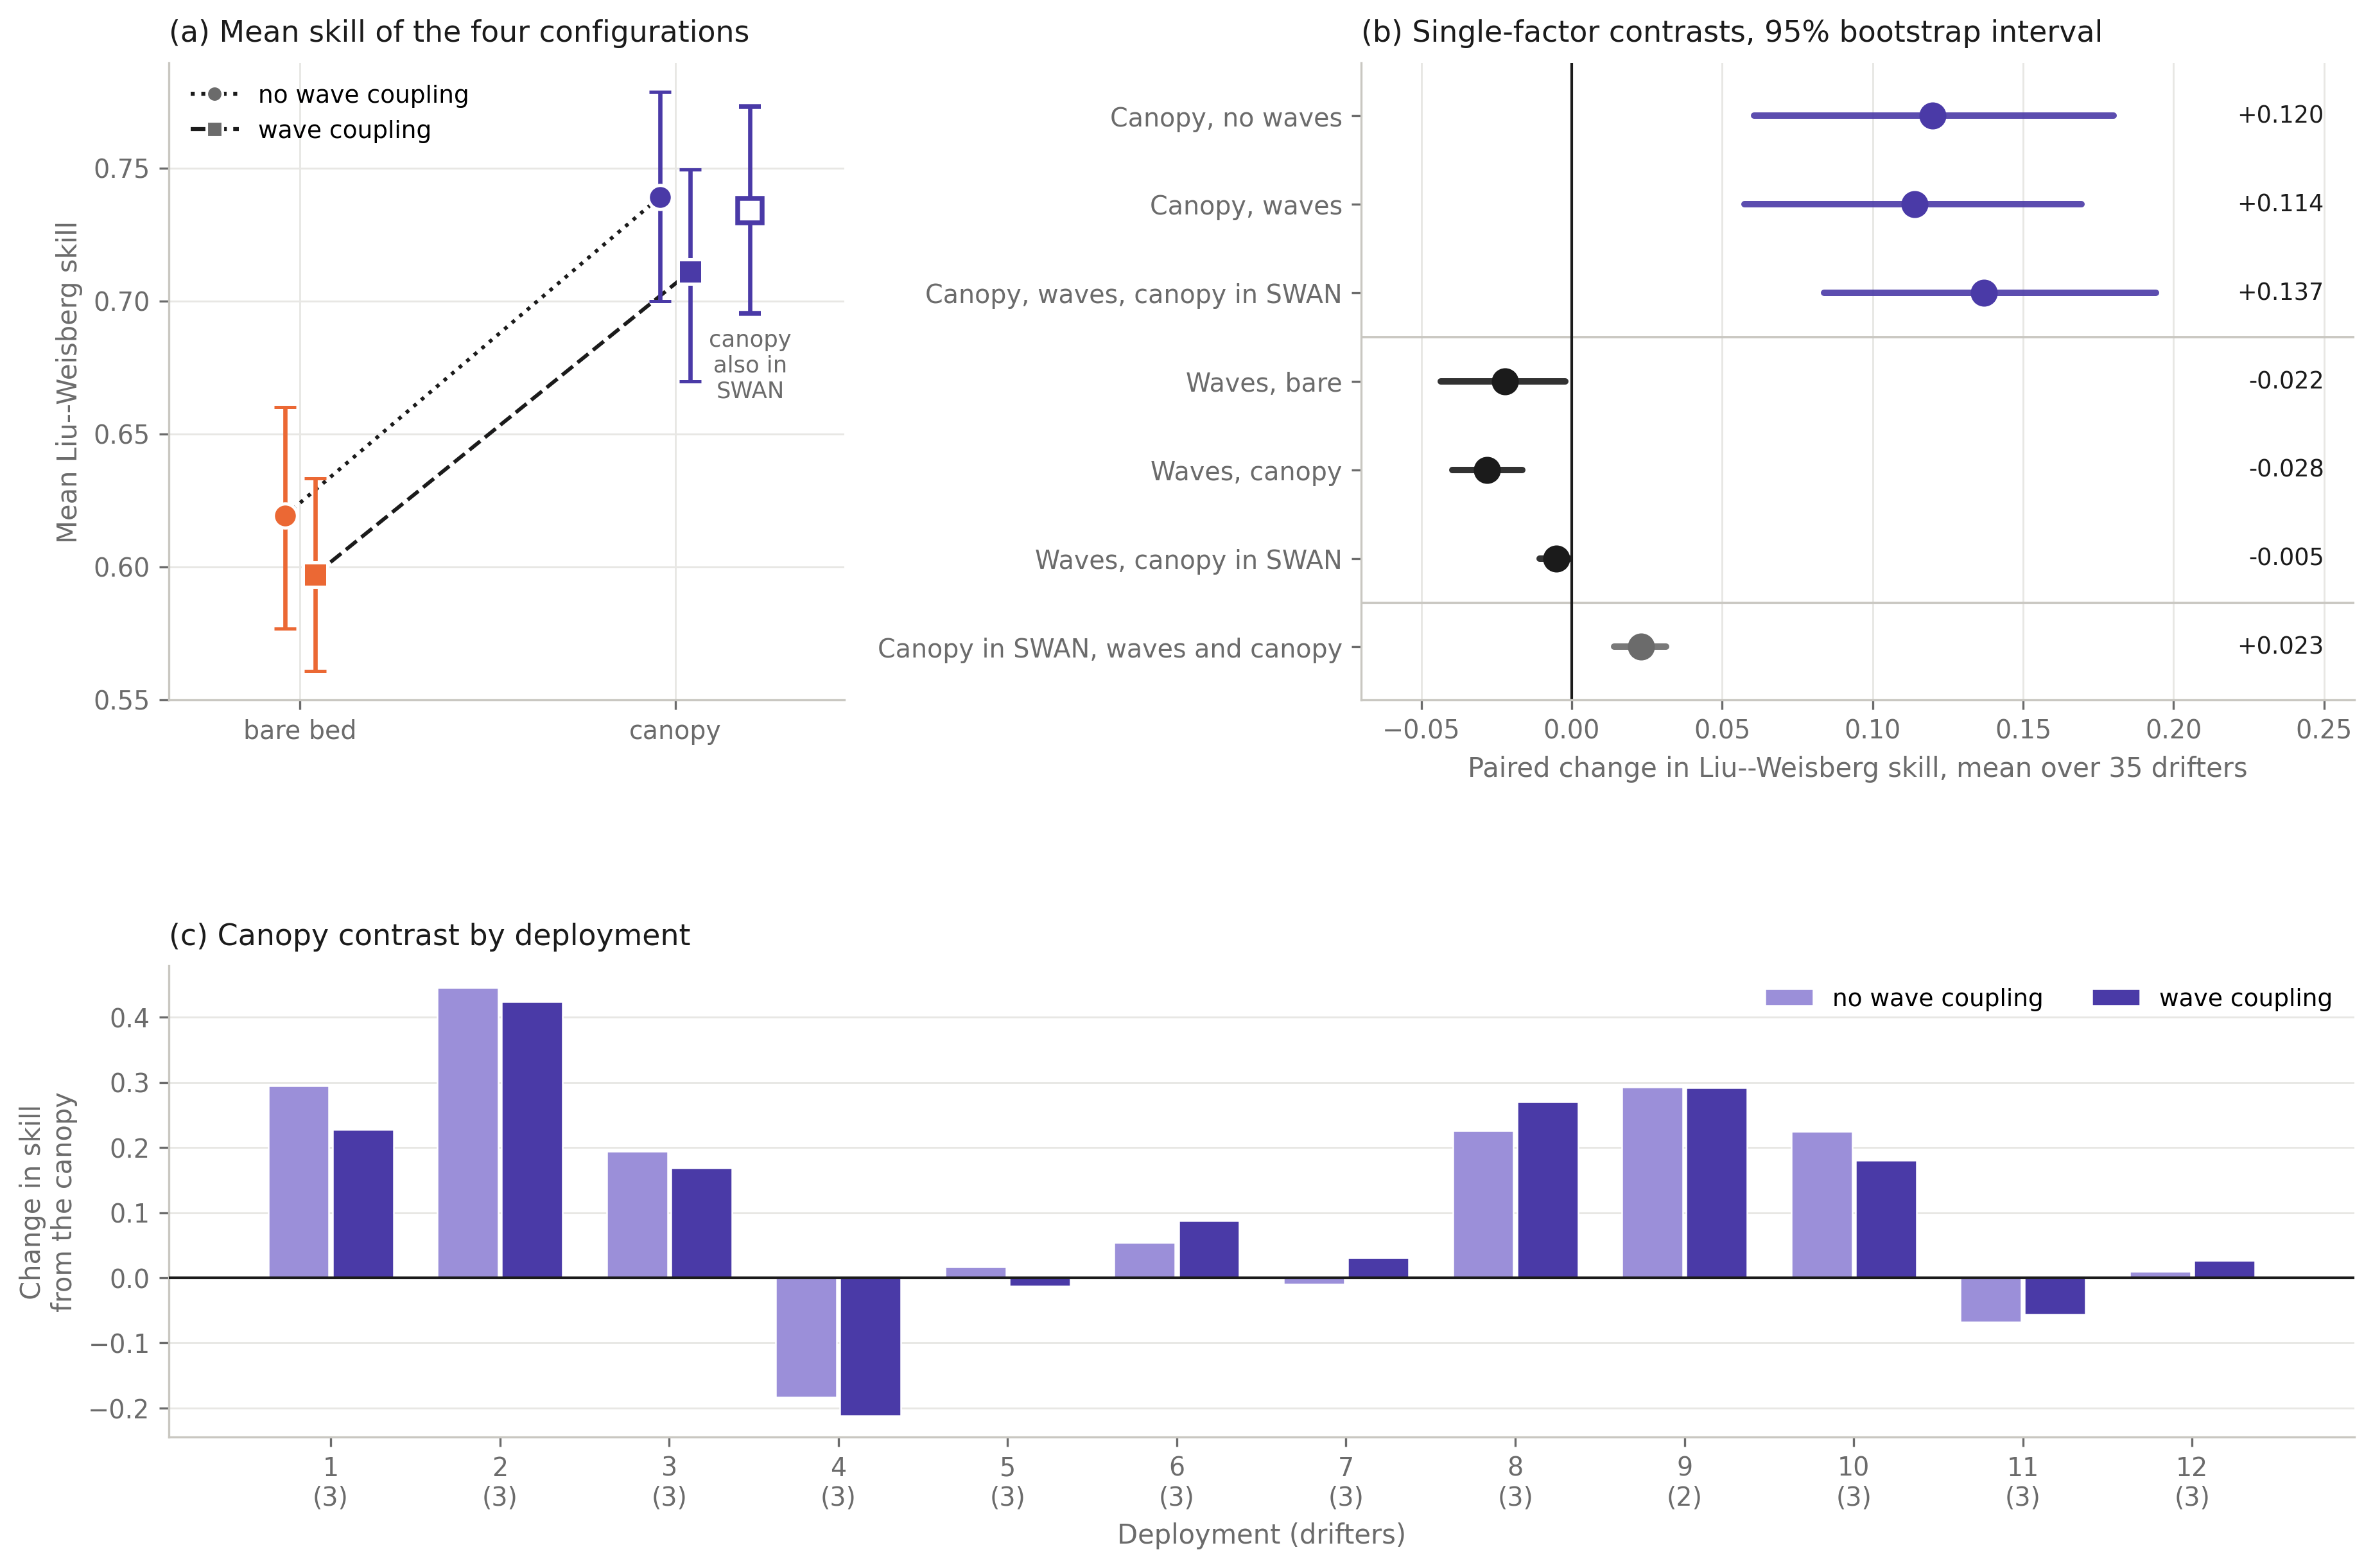 (a) Mean skill of the four configurations
no wave coupling
wave coupling
Mean Liu--Weisberg skill
0.75
0.70
0.65
0.60
0.55
canopy
also in
SWAN
bare bed
canopy
(b) Single-factor contrasts, 95% bootstrap interval
Canopy, no waves
+0.120
Canopy, waves
+0.114
Canopy, waves, canopy in SWAN
+0.137
Waves, bare
-0.022
Waves, canopy
-0.028
Waves, canopy in SWAN
-0.005
Canopy in SWAN, waves and canopy
+0.023
−0.05
0.00
0.05
0.10
0.15
0.20
0.25
Paired change in Liu--Weisberg skill, mean over 35 drifters
(c) Canopy contrast by deployment
no wave coupling
wave coupling
Change in skill
from the canopy
0.4
0.3
0.2
0.1
0.0
−0.1
−0.2
1
(3)
2
(3)
3
(3)
4
(3)
5
(3)
6
(3)
7
(3)
8
(3)
9
(2)
10
(3)
11
(3)
12
(3)
Deployment (drifters)